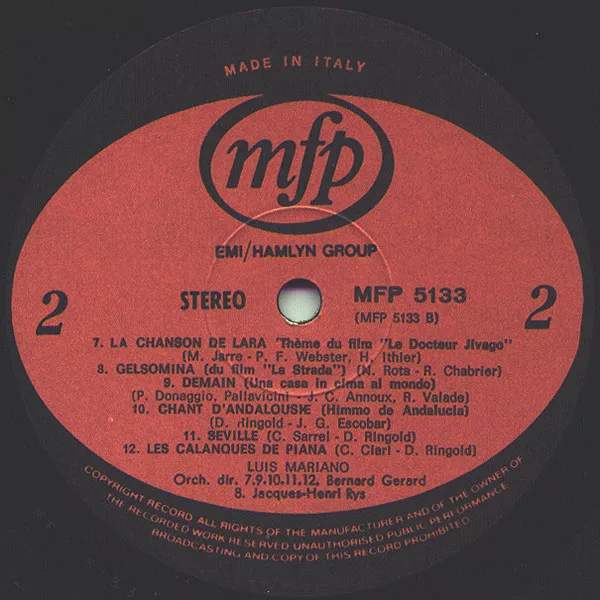 MADE IN ITALY
mfp
EMI/HAMLYN GROUP
2 STEREO MFP 5133 2
(MFP 5133 B)
7. LA CHANSON DE LARA 'Thème du film "Le Docteur Jivago"
(M. Jarre - P. F. Webster, H. Ithier)
8. GELSOMINA (du film "La Strada") (N. Rota - R. Chabrier)
9. DEMAIN (Una casa in cima al mondo)
(P. Donaggio, Pallavicini - J. C. Annoux, R. Valade)
10. CHANT D'ANDALOUSIE (Himmo de Andalucia)
(D. Ringold - J. G. Escobar)
11. SEVILLE (C. Sarrel - D. Ringold)
12. LES CALANQUES DE PIANA (C. Clari - D. Ringold)
LUIS MARIANO
Orch. dir. 7.9.10.11.12, Bernard Gerard
8. Jacques-Henri Rys
COPYRIGHT RECORD ALL RIGHTS OF THE MANUFACTURER AND OF THE OWNER OF
THE RECORDED WORK RESERVED UNAUTHORISED PUBLIC PERFORMANCE
BROADCASTING AND COPY OF THIS RECORD PROHIBITED